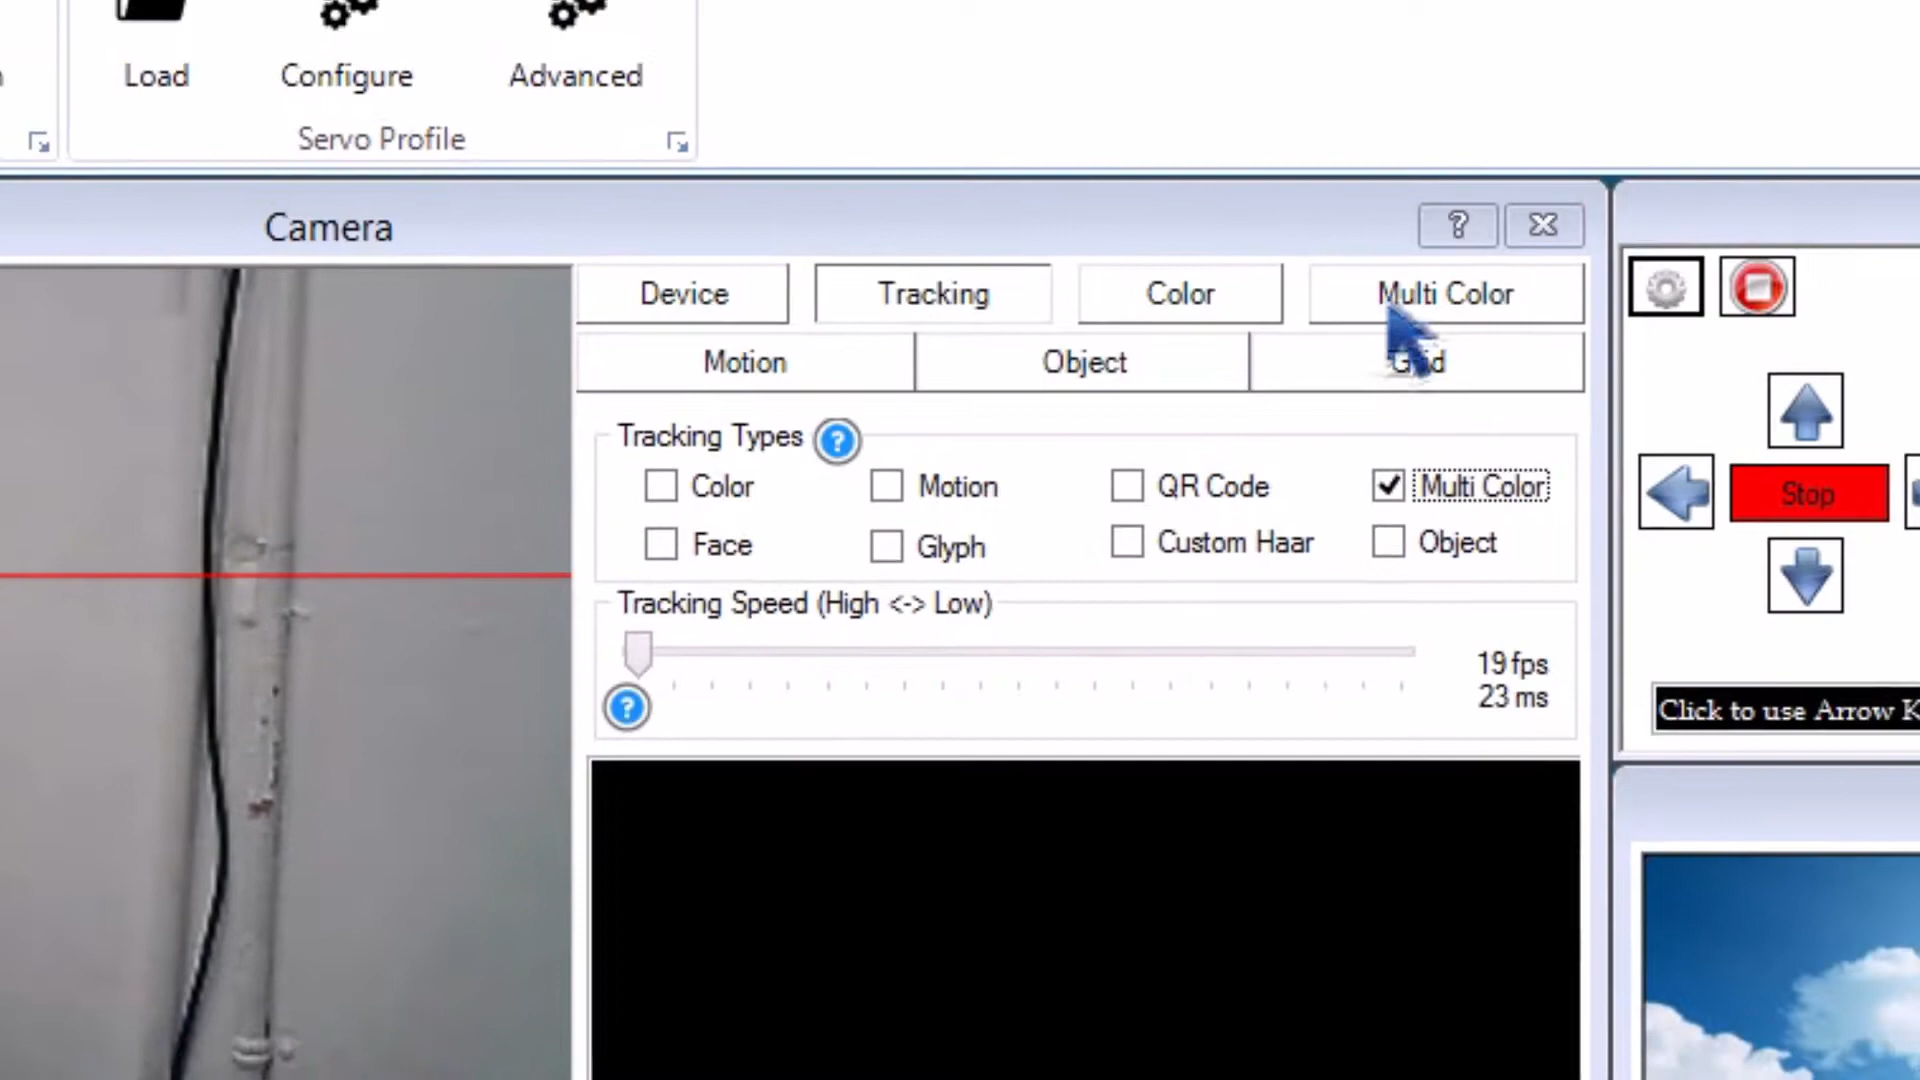 Load
Configure
Advanced
Servo Profile
Camera
Device
Tracking
Color
Multi Color
Motion
Object
Tracking Types
Color
Motion
QR Code
Multi Color
Face
Glyph
Custom Haar
Object
Tracking Speed (High <-> Low)
19 fps
23 ms
Stop
Click to use Arrow K